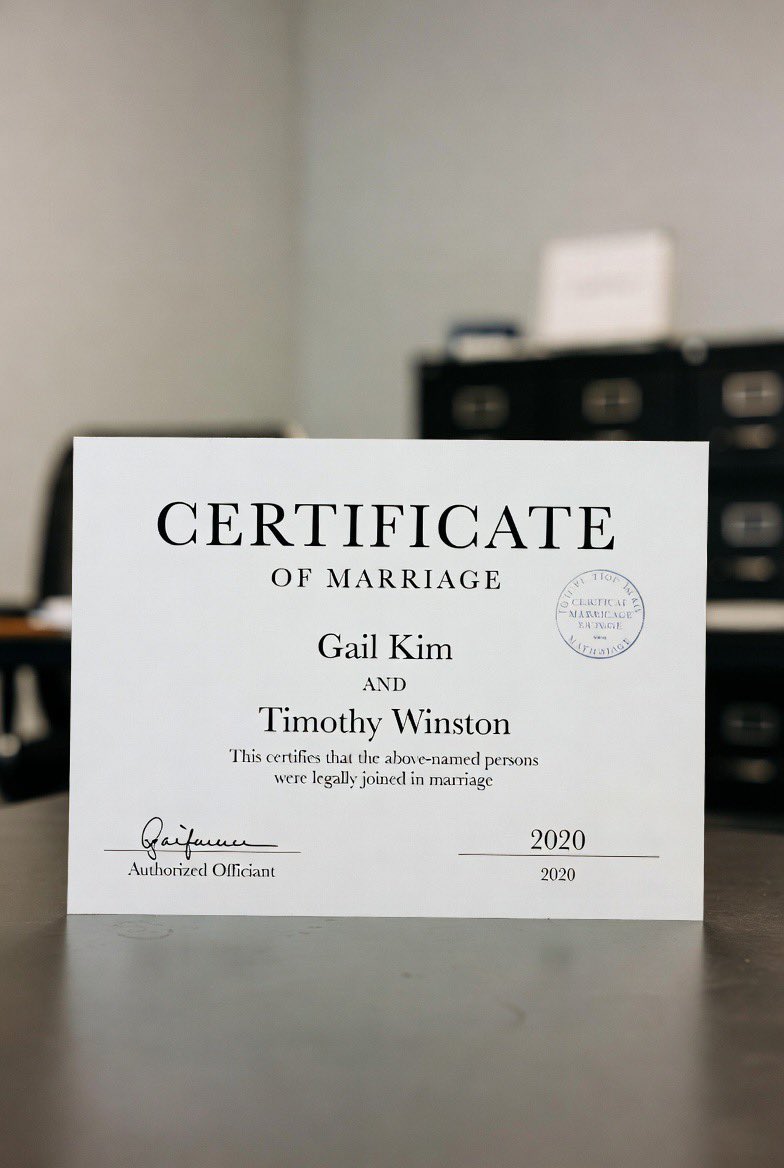 CERTIFICATE
OF MARRIAGE
Gail Kim
AND
Timothy Winston
This certifies that the above-named persons
were legally joined in marriage
2020
Authorized Officiant
2020